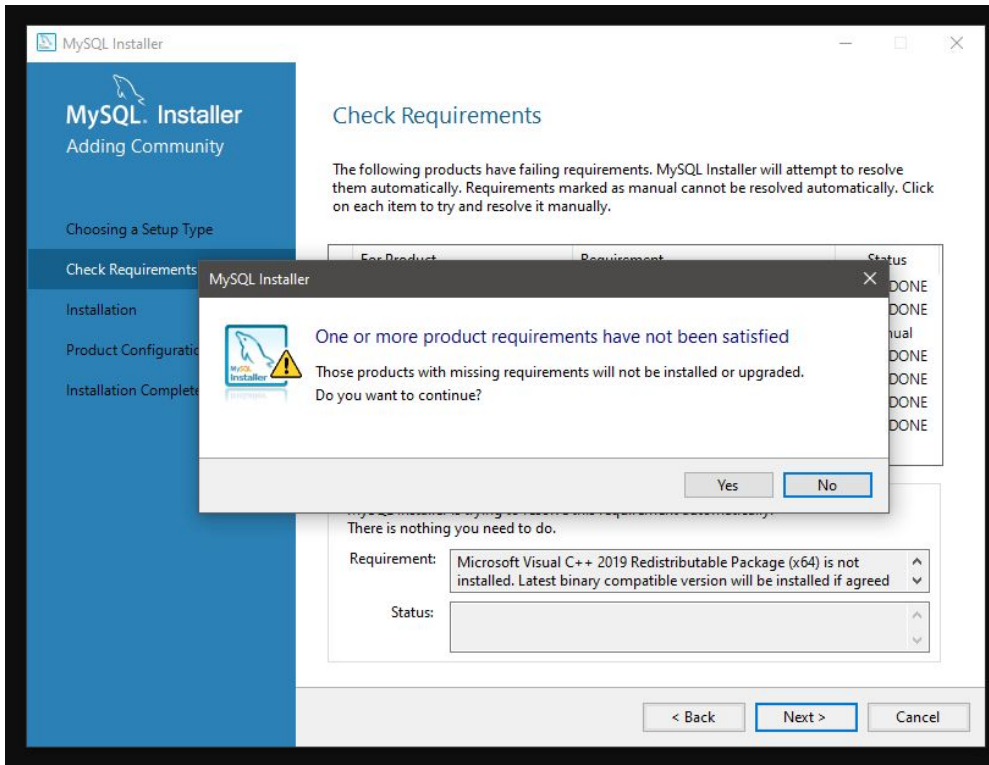 MySQL Installer
MySQL. Installer
Adding Community
Choosing a Setup Type
Check Requirements
Installation
Installation Complete
Check Requirements
The following products have failing requirements. MySQL Installer will attempt to resolve
them automatically. Requirements marked as manual cannot be resolved automatically. Click
on each item to try and resolve it manually.
For Product Requirement Status
DONE
DONE
DONE
DONE
DONE
DONE
MySQL Installer
One or more product requirements have not been satisfied
Those products with missing requirements will not be installed or upgraded.
Do you want to continue?
Yes No
There is nothing you need to do.
Requirement: Microsoft Visual C++ 2019 Redistributable Package (x64) is not
installed. Latest binary compatible version will be installed if agreed
Status:
< Back Next > Cancel